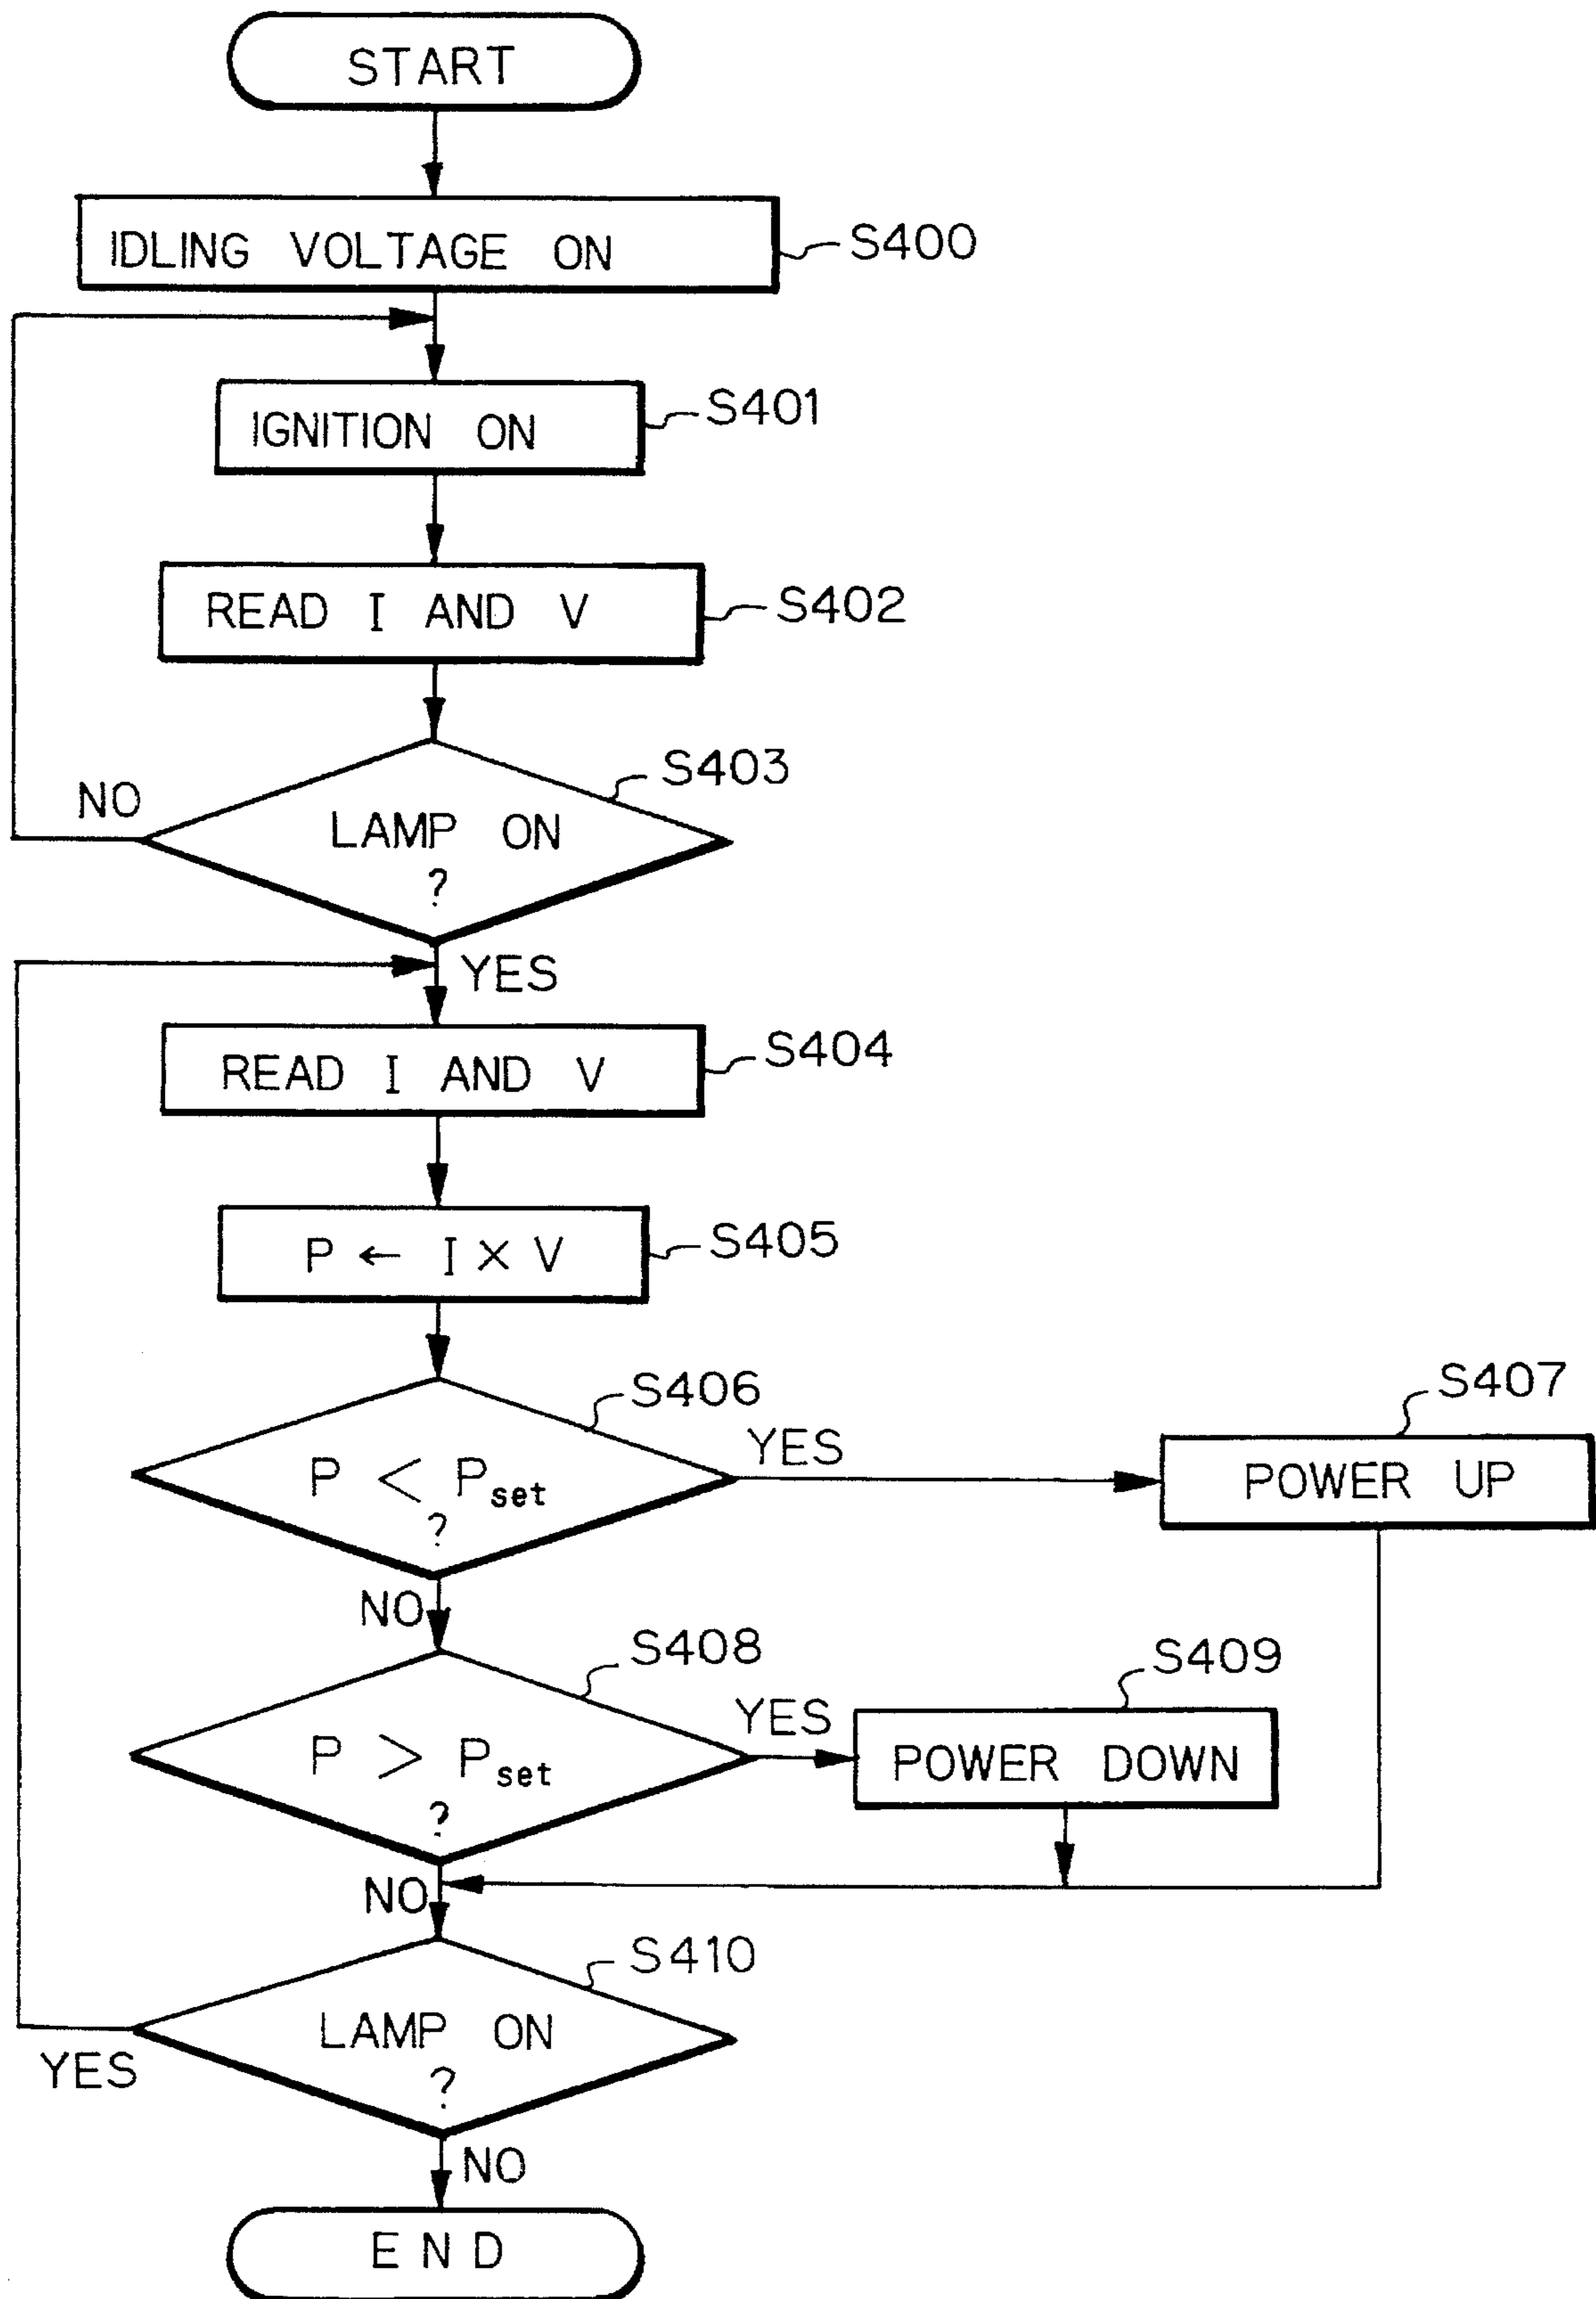 START
IDLING VOLTAGE ON
S400
IGNITION ON
S401
READ I AND V
S402
S403
NO
LAMP ON
?
YES
READ I AND V
S404
P ← I × V
S405
S406
P < Pset
?
YES
S407
POWER UP
NO
S408
P > Pset
?
YES
S409
POWER DOWN
NO
S410
LAMP ON
?
YES
NO
END